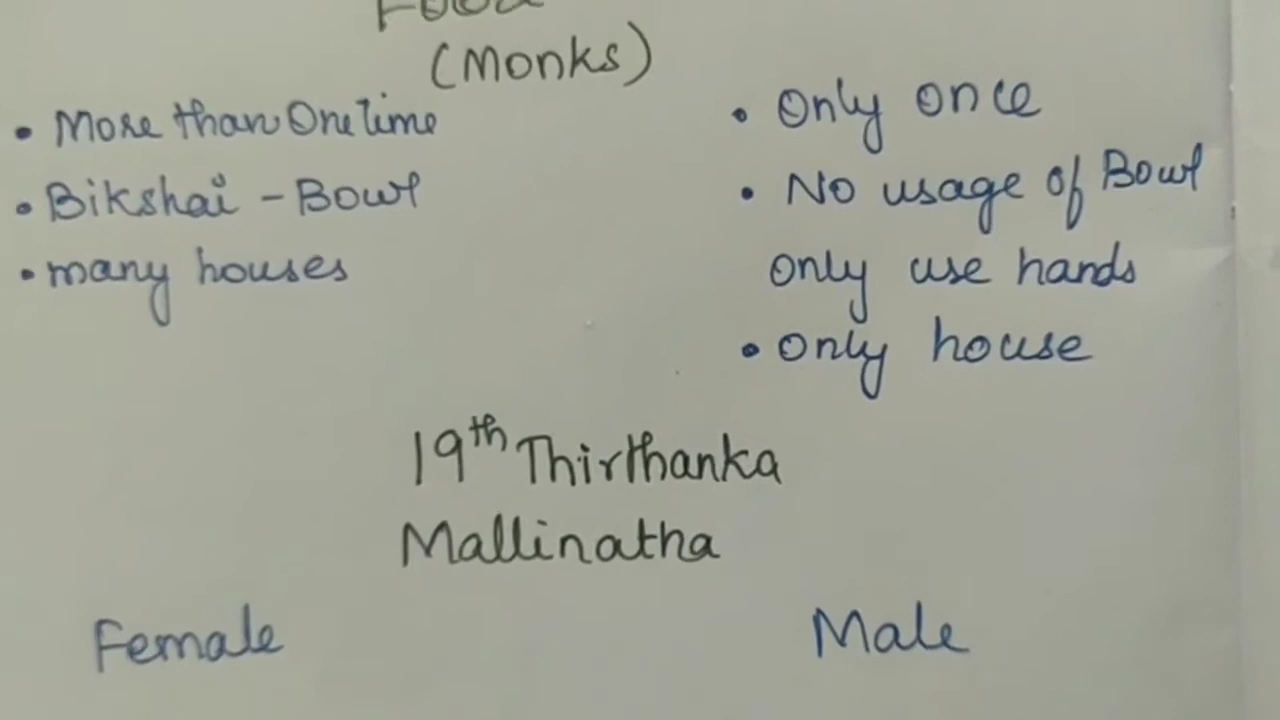 Food
(Monks)
• More than One time
• Bikshai - Bowl
• many houses
• Only once
• No usage of Bowl
only use hands
• only house
19th Thirthanka
Mallinatha
Female
Male